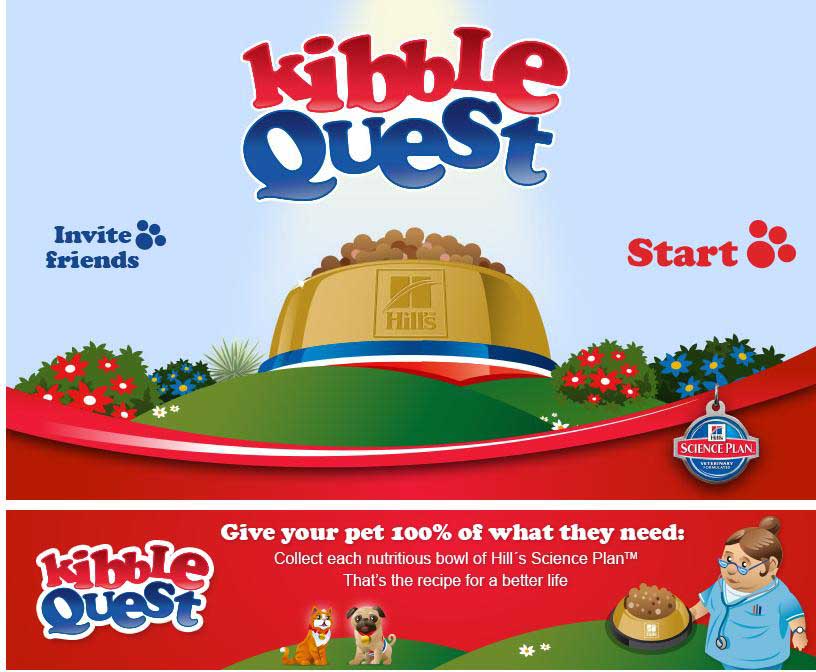 kibble
Quest
Invite
friends
Start
Hill's
Hill's
SCIENCE PLAN
VETERINARY
FORMULATED
Give your pet 100% of what they need:
Collect each nutritious bowl of Hill´s Science Plan™
That's the recipe for a better life
kibble
Quest
Hill's